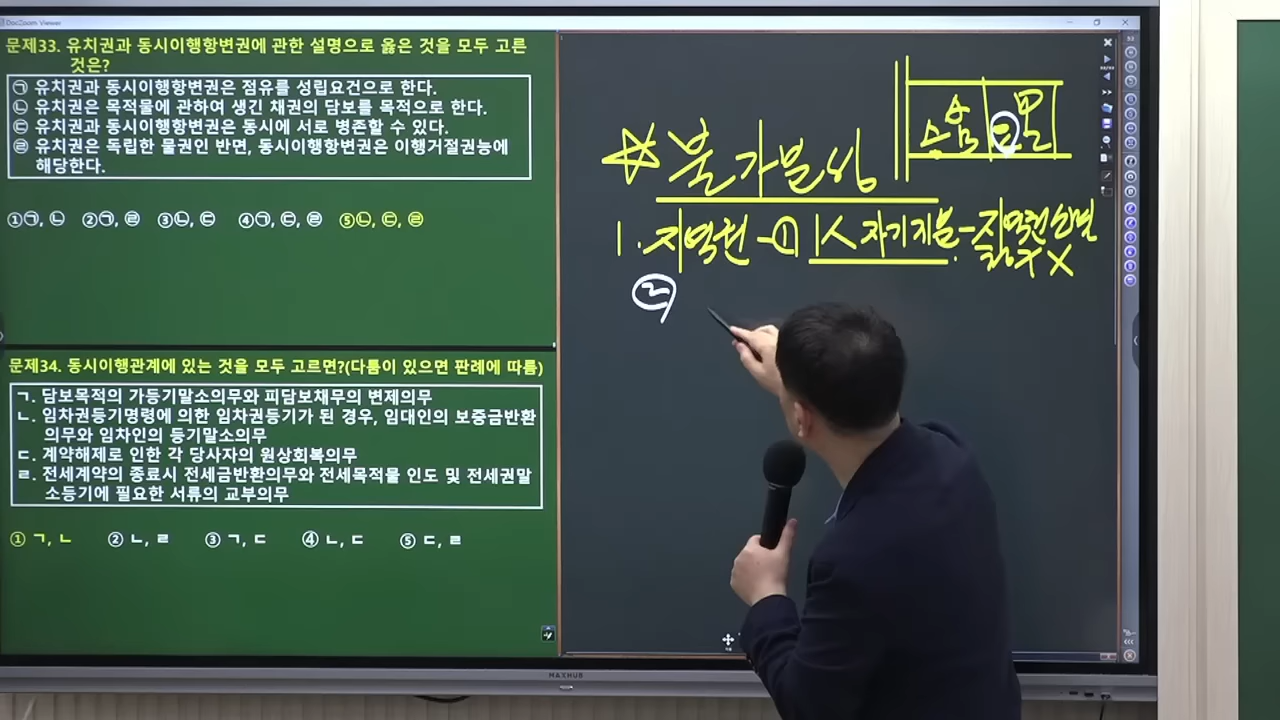 DocZoom Viewer
문제33. 유치권과 동시이행항변권에 관한 설명으로 옳은 것을 모두 고른
것은?
㉠ 유치권과 동시이행항변권은 점유를 성립요건으로 한다.
㉡ 유치권은 목적물에 관하여 생긴 채권의 담보를 목적으로 한다.
㉢ 유치권과 동시이행항변권은 동시에 서로 병존할 수 있다.
㉣ 유치권은 독립한 물권인 반면, 동시이행항변권은 이행거절권능에
해당한다.
①㉠, ㉡ ②㉠, ㉣ ③㉡, ㉢ ④㉠, ㉢, ㉣ ⑤㉡, ㉢, ㉣
문제34. 동시이행관계에 있는 것을 모두 고르면?(다툼이 있으면 판례에 따름)
ㄱ. 담보목적의 가등기말소의무와 피담보채무의 변제의무
ㄴ. 임차권등기명령에 의한 임차권등기가 된 경우, 임대인의 보증금반환
의무와 임차인의 등기말소의무
ㄷ. 계약해제로 인한 각 당사자의 원상회복의무
ㄹ. 전세계약의 종료시 전세금반환의무와 전세목적물 인도 및 전세권말
소등기에 필요한 서류의 교부의무
① ㄱ, ㄴ ② ㄴ, ㄹ ③ ㄱ, ㄷ ④ ㄴ, ㄷ ⑤ ㄷ, ㄹ
불가분성
1. 지역권 - ① 1人 자기지분 -
②
MAXHUB